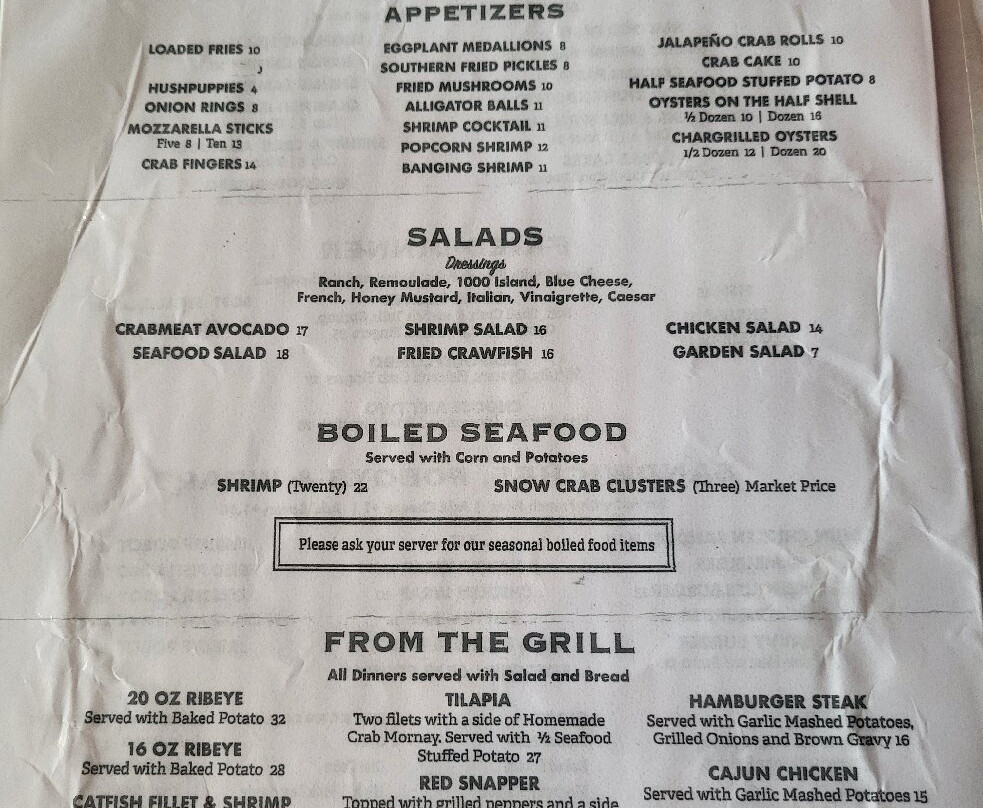 APPETIZERS
LOADED FRIES 10
HUSHPUPPIES 4
ONION RINGS 8
MOZZARELLA STICKS
Five 8 | Ten 13
CRAB FINGERS 14
EGGPLANT MEDALLIONS 8
SOUTHERN FRIED PICKLES 8
FRIED MUSHROOMS 10
ALLIGATOR BALLS 11
SHRIMP COCKTAIL 11
POPCORN SHRIMP 12
BANGING SHRIMP 11
JALAPEÑO CRAB ROLLS 10
CRAB CAKE 10
HALF SEAFOOD STUFFED POTATO 8
OYSTERS ON THE HALF SHELL
½ Dozen 10 | Dozen 16
CHARGRILLED OYSTERS
1/2 Dozen 12 | Dozen 20
SALADS
Dressings
Ranch, Remoulade, 1000 Island, Blue Cheese,
French, Honey Mustard, Italian, Vinaigrette, Caesar
CRABMEAT AVOCADO 17
SEAFOOD SALAD 18
SHRIMP SALAD 16
FRIED CRAWFISH 16
CHICKEN SALAD 14
GARDEN SALAD 7
BOILED SEAFOOD
Served with Corn and Potatoes
SHRIMP (Twenty) 22
SNOW CRAB CLUSTERS (Three) Market Price
Please ask your server for our seasonal boiled food items
FROM THE GRILL
All Dinners served with Salad and Bread
20 OZ RIBEYE
Served with Baked Potato 32
16 OZ RIBEYE
Served with Baked Potato 28
CATFISH FILLET & SHRIMP
TILAPIA
Two filets with a side of Homemade
Crab Mornay. Served with ½ Seafood
Stuffed Potato 27
RED SNAPPER
Topped with grilled peppers and a side
HAMBURGER STEAK
Served with Garlic Mashed Potatoes,
Grilled Onions and Brown Gravy 16
CAJUN CHICKEN
Served with Garlic Mashed Potatoes 15